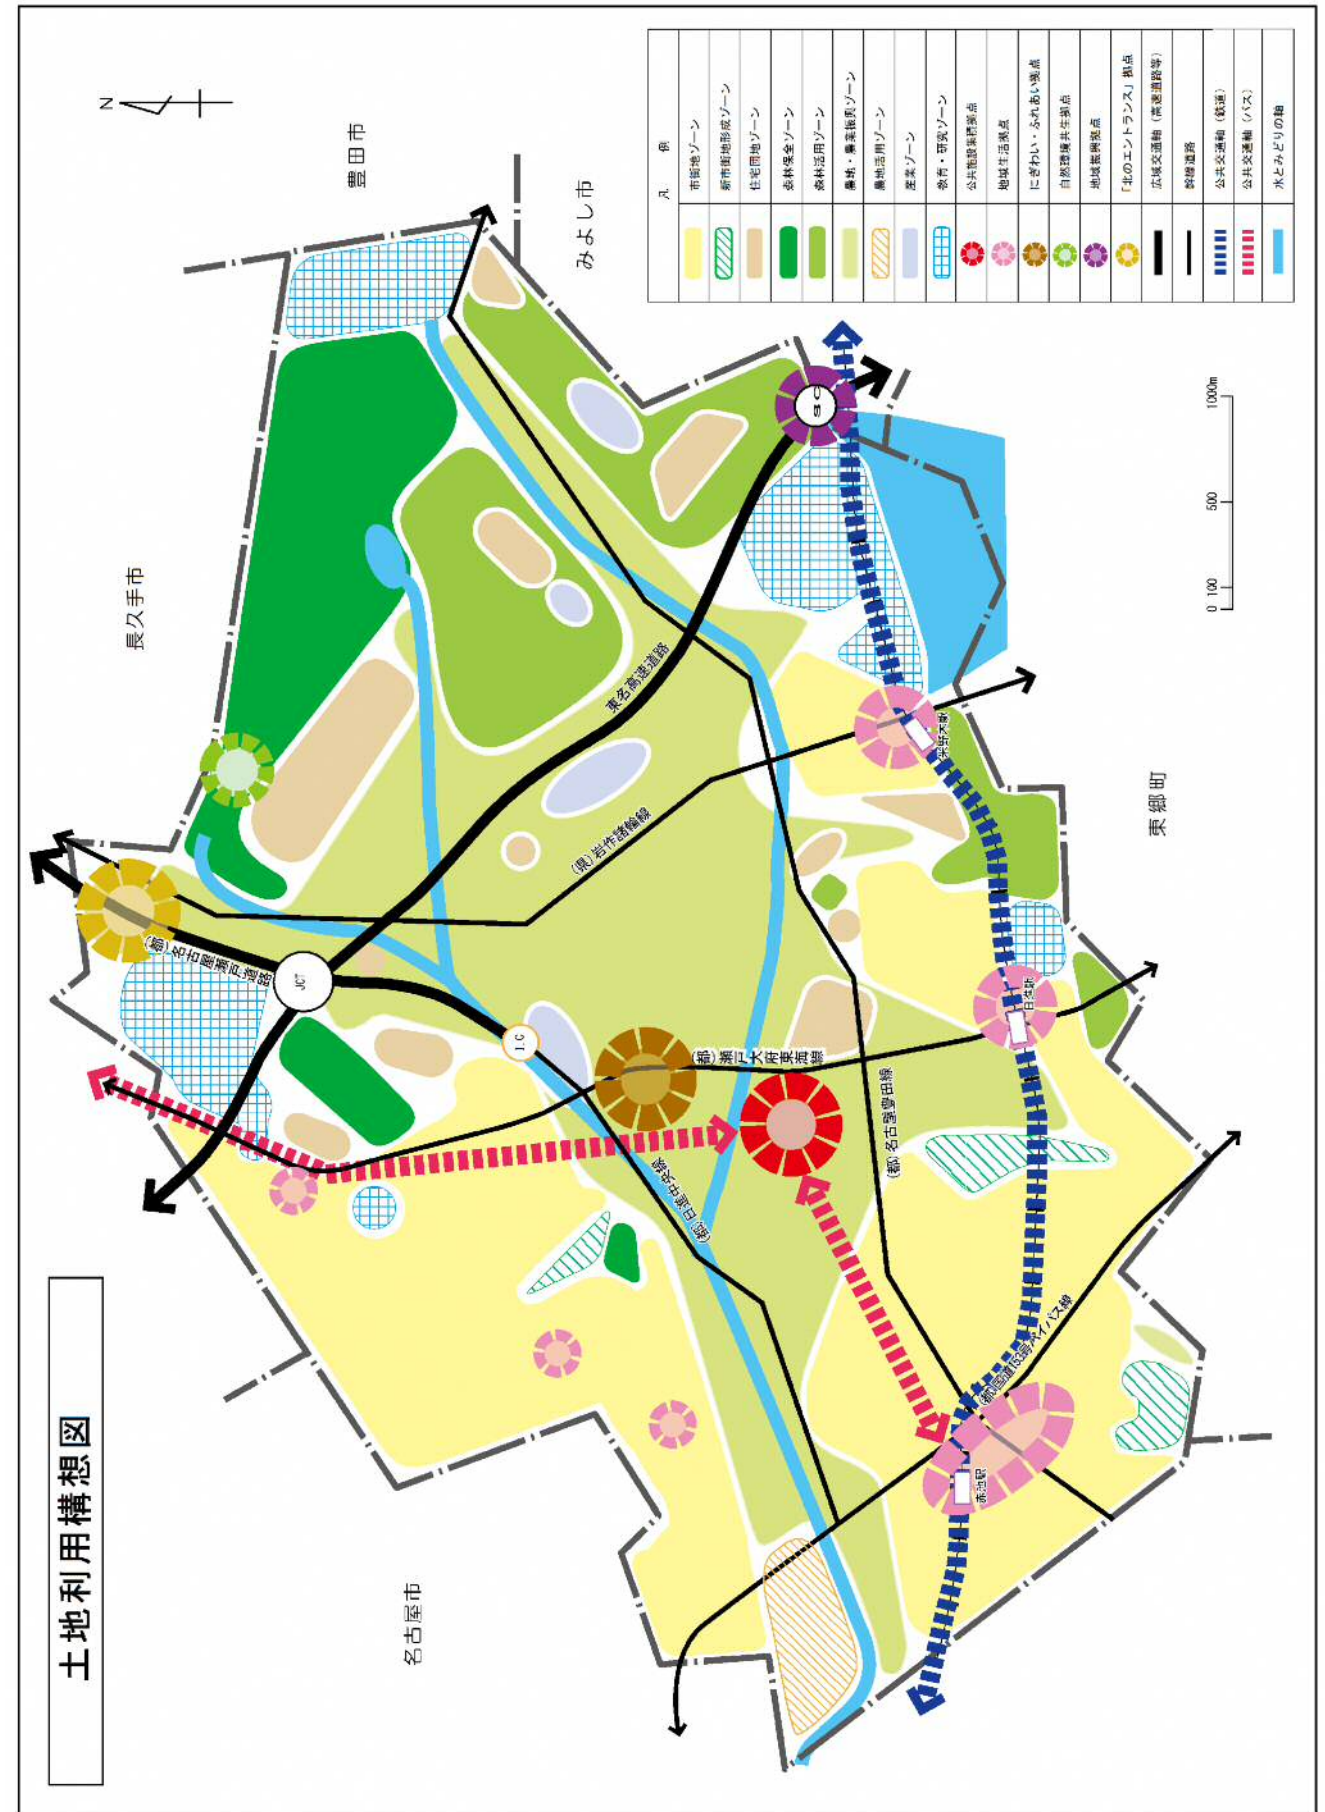 土地利用構想図
N
豊田市
みよし市
長久手市
東郷町
名古屋市
凡 例
市街地ゾーン
新市街地形成ゾーン
住宅団地ゾーン
森林保全ゾーン
森林活用ゾーン
農地・農業振興ゾーン
農地活用ゾーン
産業ゾーン
教育・研究ゾーン
公共施設集積拠点
地域生活拠点
にぎわい・ふれあい拠点
自然環境共生拠点
地域振興拠点
「北のエントランス」拠点
広域交通軸（高速道路等）
幹線道路
公共交通軸（鉄道）
公共交通軸（バス）
水とみどりの軸
0 100 500 1000m
(都)名古屋瀬戸道路
JCT
I.C
東名高速道路
(県)岩作諸輪線
(都)瀬戸大府東海線
(都)日進中央線
(都)名古屋豊田線
(都)国道153号バイパス線
米野木駅
日進駅
赤池駅